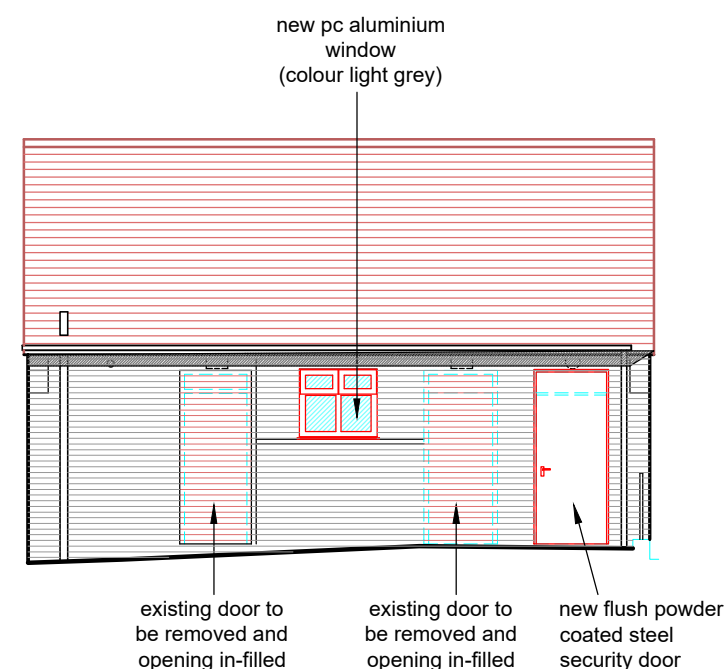 new pc aluminium
window
(colour light grey)
existing door to
be removed and
opening in-filled
existing door to
be removed and
opening in-filled
new flush powder
coated steel
security door